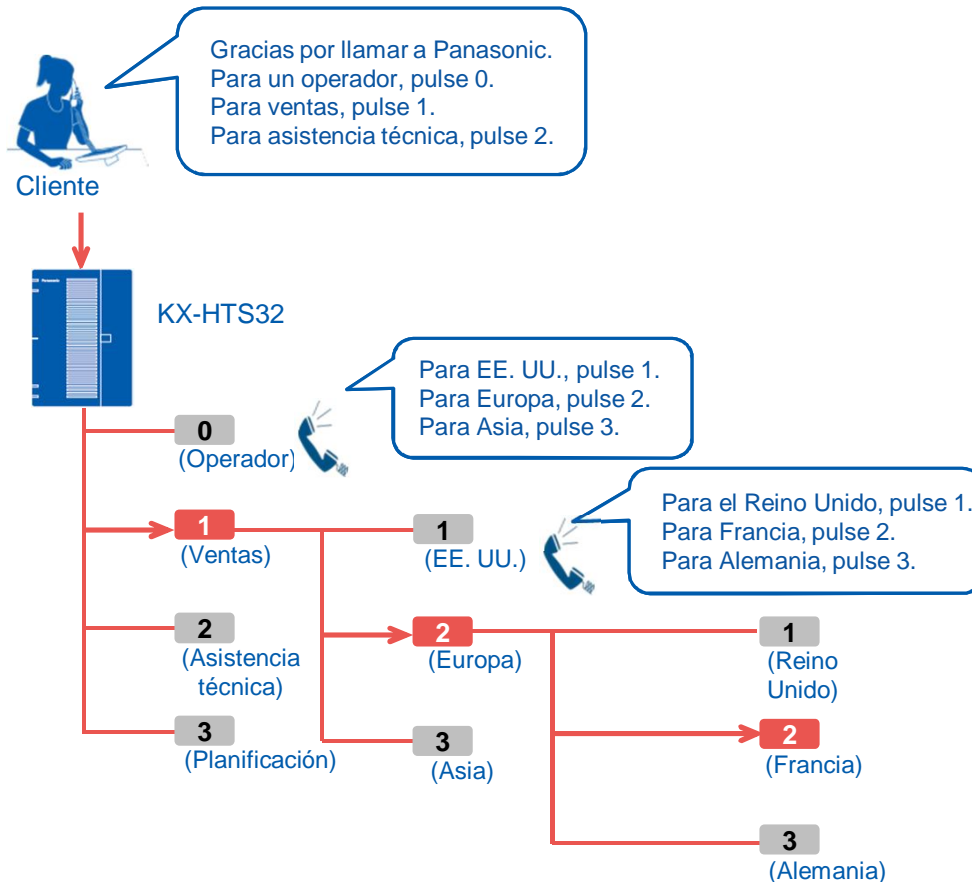 Gracias por llamar a Panasonic.
Para un operador, pulse 0.
Para ventas, pulse 1.
Para asistencia técnica, pulse 2.
Cliente
Panasonic
KX-HTS32
Para EE. UU., pulse 1.
Para Europa, pulse 2.
Para Asia, pulse 3.
0
(Operador)
Para el Reino Unido, pulse 1.
Para Francia, pulse 2.
Para Alemania, pulse 3.
1
(Ventas)
1
(EE. UU.)
2
(Asistencia
técnica)
2
(Europa)
1
(Reino
Unido)
3
(Planificación)
3
(Asia)
2
(Francia)
3
(Alemania)